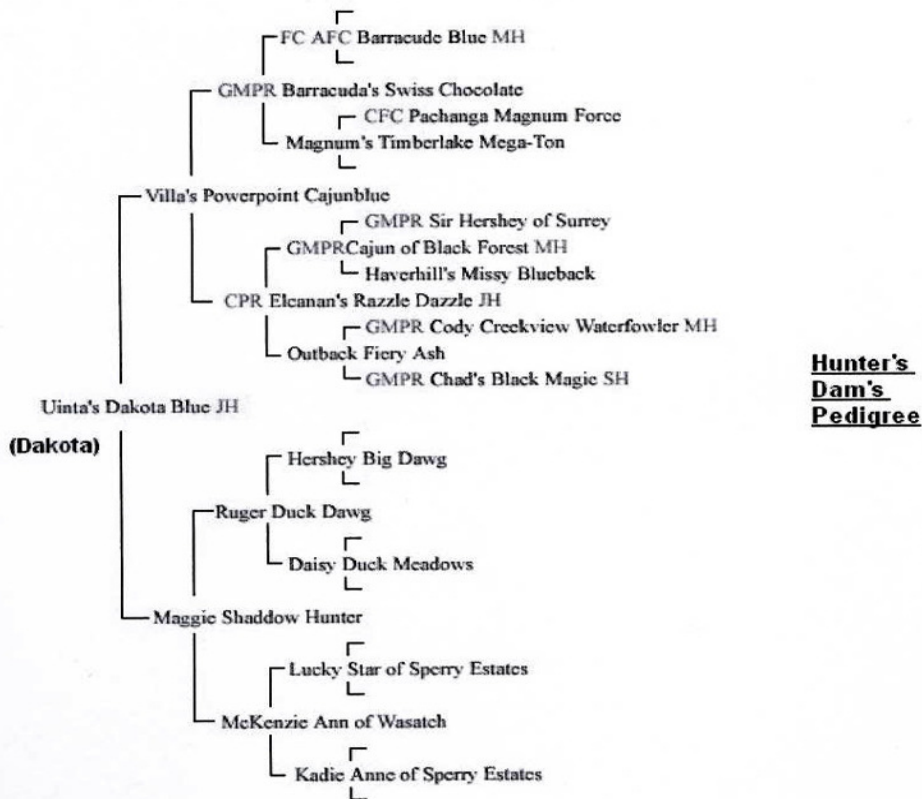 FC AFC Barracude Blue MH
GMPR Barracuda's Swiss Chocolate
CFC Pachanga Magnum Force
Magnum's Timberlake Mega-Ton
Villa's Powerpoint Cajunblue
GMPR Sir Hershey of Surrey
GMPRCajun of Black Forest MH
Haverhill's Missy Blueback
CPR Elcanan's Razzle Dazzle JH
GMPR Cody Creekview Waterfowler MH
Outback Fiery Ash
GMPR Chad's Black Magic SH
Hunter's
Dam's
Pedigree
Uinta's Dakota Blue JH
(Dakota)
Hershey Big Dawg
Ruger Duck Dawg
Daisy Duck Meadows
Maggie Shaddow Hunter
Lucky Star of Sperry Estates
McKenzie Ann of Wasatch
Kadie Anne of Sperry Estates